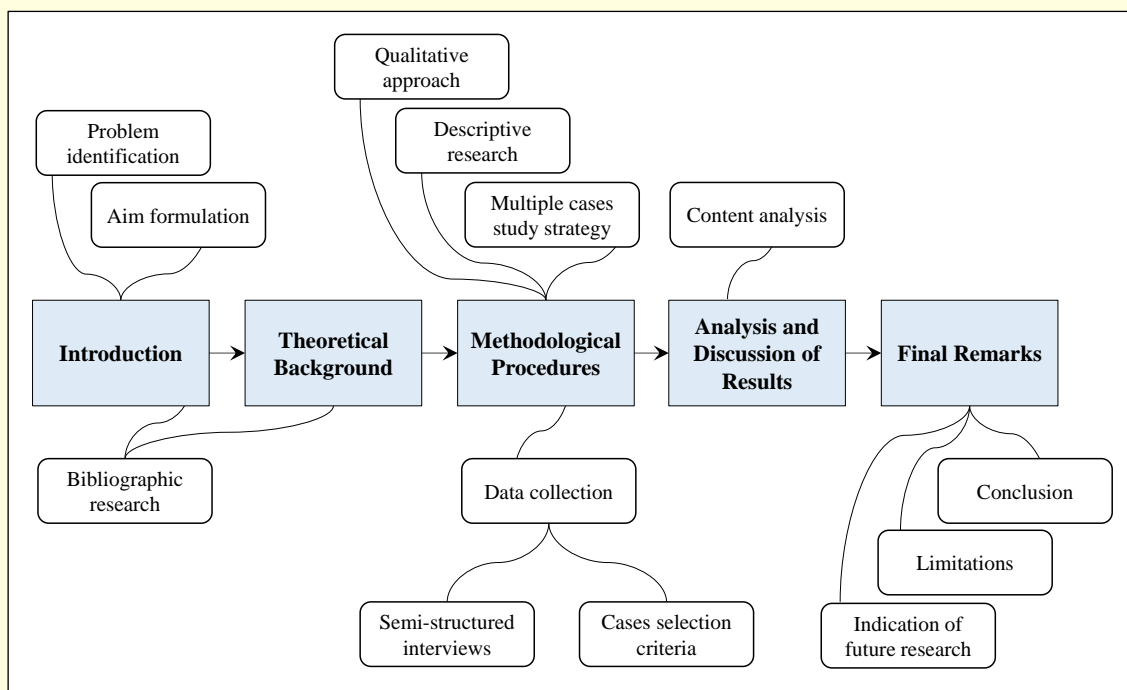 Qualitative
approach
Problem
identification
Descriptive
research
Aim formulation
Multiple cases
study strategy
Content analysis
Introduction
Theoretical
Background
Methodological
Procedures
Analysis and
Discussion of
Results
Final Remarks
Bibliographic
research
Data collection
Conclusion
Limitations
Semi-structured
interviews
Cases selection
criteria
Indication of
future research